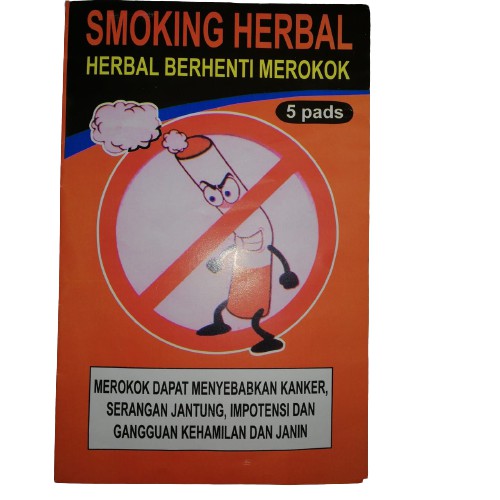 SMOKING HERBAL
HERBAL BERHENTI MEROKOK
5 pads
MEROKOK DAPAT MENYEBABKAN KANKER,
SERANGAN JANTUNG, IMPOTENSI DAN
GANGGUAN KEHAMILAN DAN JANIN